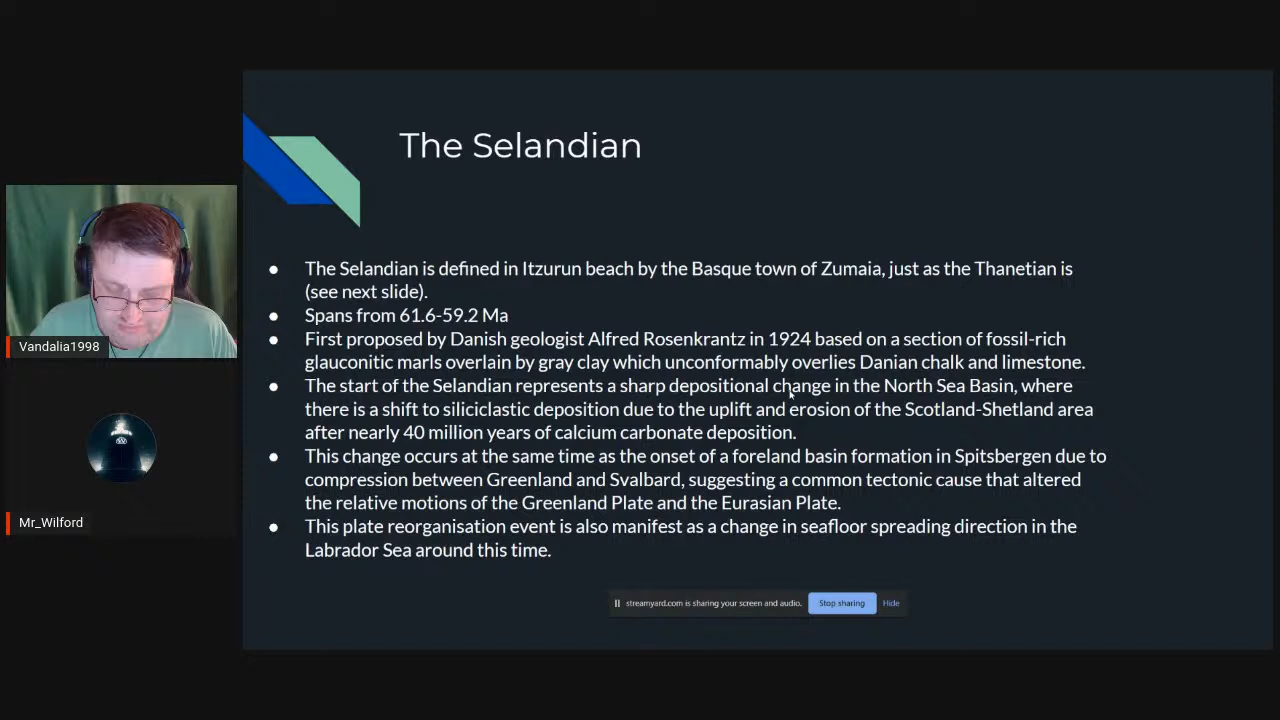 The Selandian
● The Selandian is defined in Itzurun beach by the Basque town of Zumaia, just as the Thanetian is
(see next slide).
● Spans from 61.6-59.2 Ma
● First proposed by Danish geologist Alfred Rosenkrantz in 1924 based on a section of fossil-rich
glauconitic marls overlain by gray clay which unconformably overlies Danian chalk and limestone.
● The start of the Selandian represents a sharp depositional change in the North Sea Basin, where
there is a shift to siliciclastic deposition due to the uplift and erosion of the Scotland-Shetland area
after nearly 40 million years of calcium carbonate deposition.
● This change occurs at the same time as the onset of a foreland basin formation in Spitsbergen due to
compression between Greenland and Svalbard, suggesting a common tectonic cause that altered
the relative motions of the Greenland Plate and the Eurasian Plate.
● This plate reorganisation event is also manifest as a change in seafloor spreading direction in the
Labrador Sea around this time.
Vandalia1998
Mr_Wilford
streamyard.com is sharing your screen and audio. Stop sharing Hide